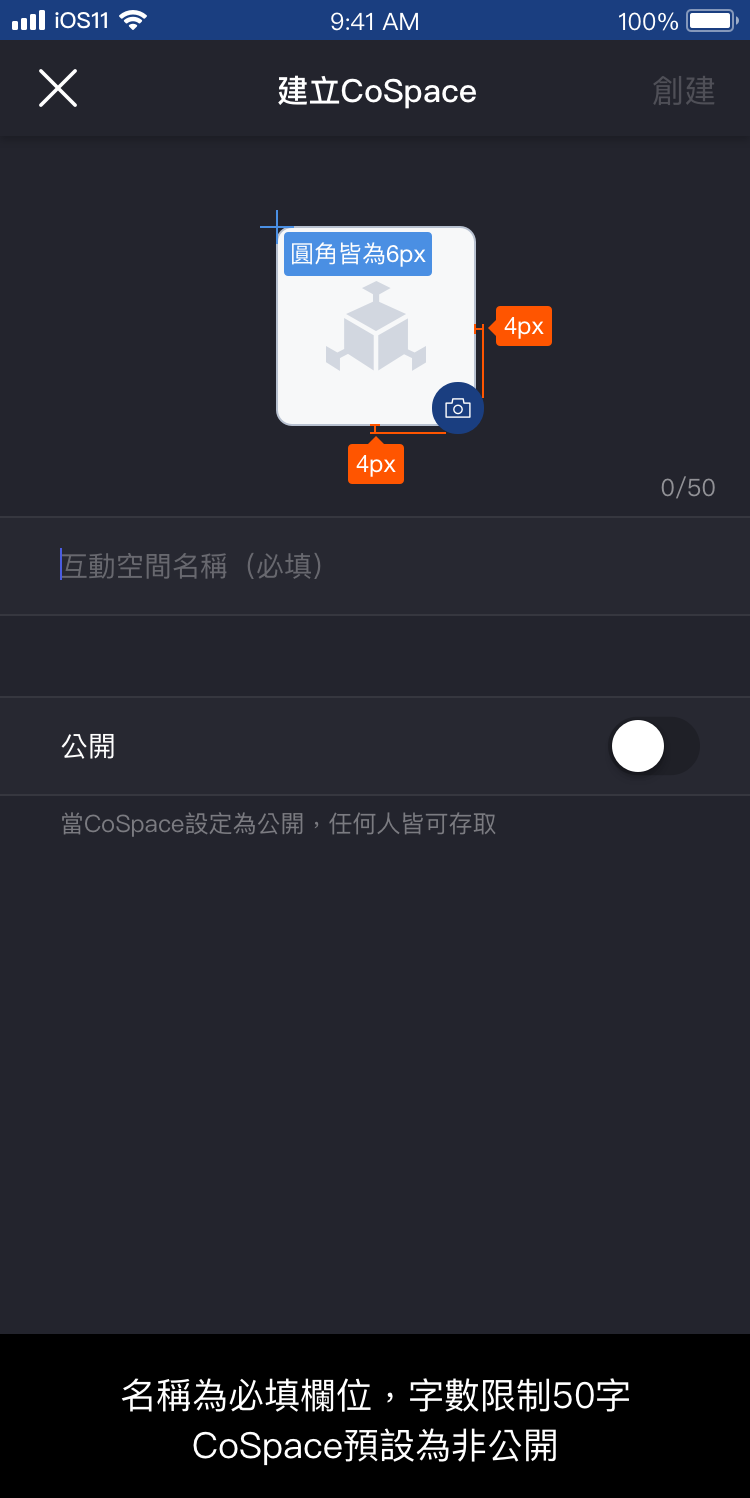 iOS11 9:41 AM 100%
建立CoSpace 創建
圓角皆為6px
4px
4px
0/50
互動空間名稱（必填）
公開
當CoSpace設定為公開，任何人皆可存取
名稱為必填欄位，字數限制50字
CoSpace預設為非公開